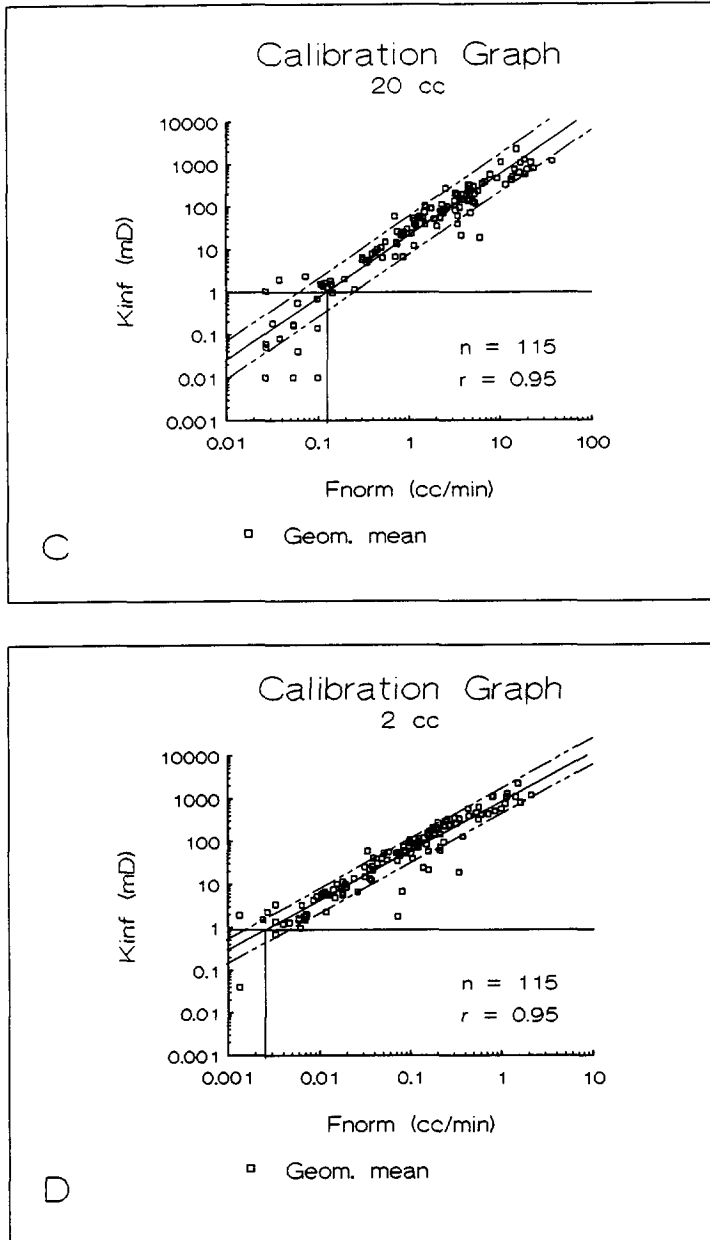 Calibration Graph
20 cc
Kinf (mD)
10000
1000
100
10
1
0.1
0.01
0.001
n = 115
r = 0.95
0.01 0.1 1 10 100
Fnorm (cc/min)
Geom. mean
C
Calibration Graph
2 cc
Kinf (mD)
10000
1000
100
10
1
0.1
0.01
0.001
n = 115
r = 0.95
0.001 0.01 0.1 1 10
Fnorm (cc/min)
Geom. mean
D